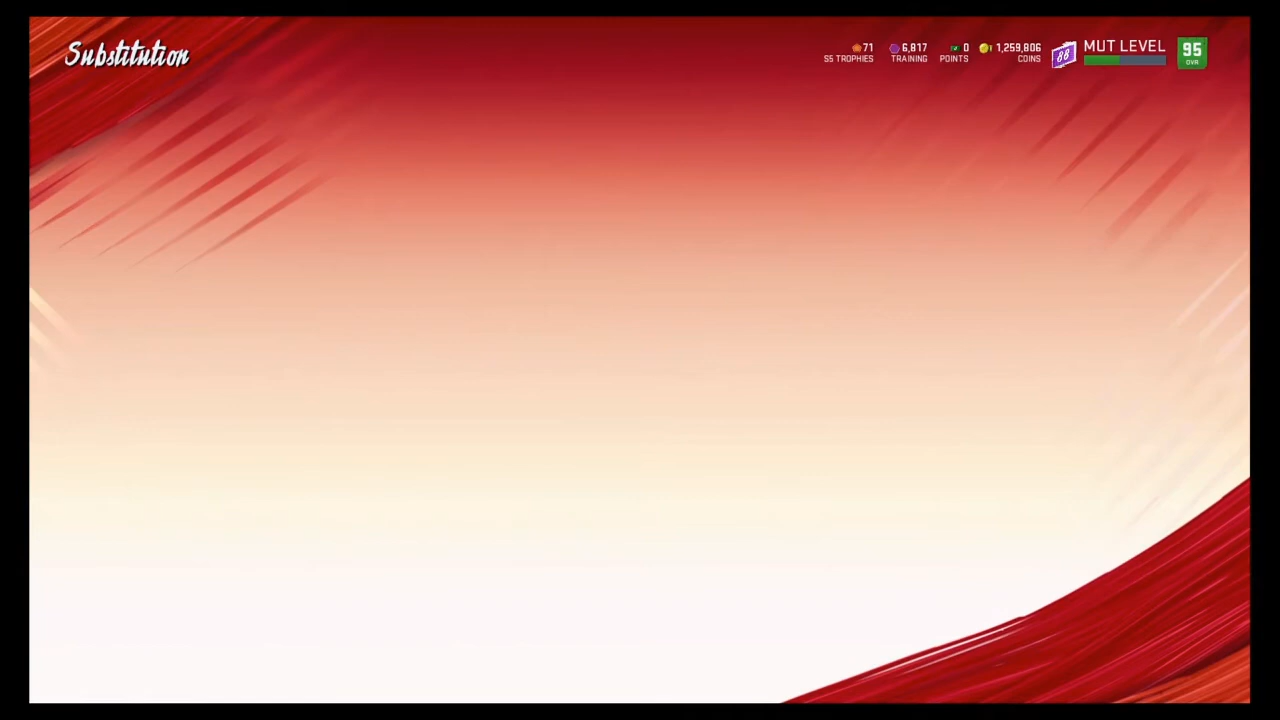 Substitution
71
S5 TROPHIES
6,817
TRAINING
0
POINTS
1,259,806
COINS
88
MUT LEVEL
95
OVR